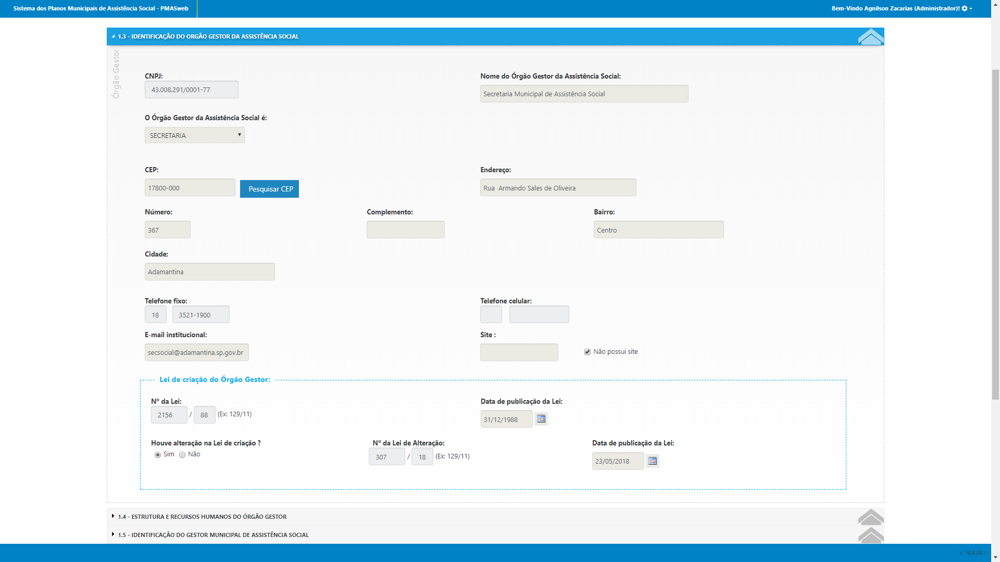 Sistema dos Planos Municipais de Assistência Social - PMASweb
Bem-Vindo Agnilson Zacarias (Administrador)!
1.3 - IDENTIFICAÇÃO DO ORGÃO GESTOR DA ASSISTÊNCIA SOCIAL
Órgão Gestor
CNPJ:
Nome do Órgão Gestor da Assistência Social:
43.008.291/0001-77
Secretaria Municipal de Assistência Social
O Órgão Gestor da Assistência Social é:
SECRETARIA
CEP:
Endereço:
17800-000
Pesquisar CEP
Rua  Armando Sales de Oliveira
Número:
Complemento:
Bairro:
367
Centro
Cidade:
Adamantina
Telefone fixo:
Telefone celular:
18 3521-1900
E-mail institucional:
Site :
secsocial@adamantina.sp.gov.br
Não possui site
Lei de criação do Órgão Gestor:
Nº da Lei:
Data de publicação da Lei:
2156 / 88 (Ex: 129/11)
31/12/1988
Houve alteração na Lei de criação ?
Nº da Lei de Alteração:
Data de publicação da Lei:
Sim Não
307 / 18 (Ex: 129/11)
23/05/2018
1.4 - ESTRUTURA E RECURSOS HUMANOS DO ÓRGÃO GESTOR
1.5 - IDENTIFICAÇÃO DO GESTOR MUNICIPAL DE ASSISTÊNCIA SOCIAL
V. 19.8.29.1